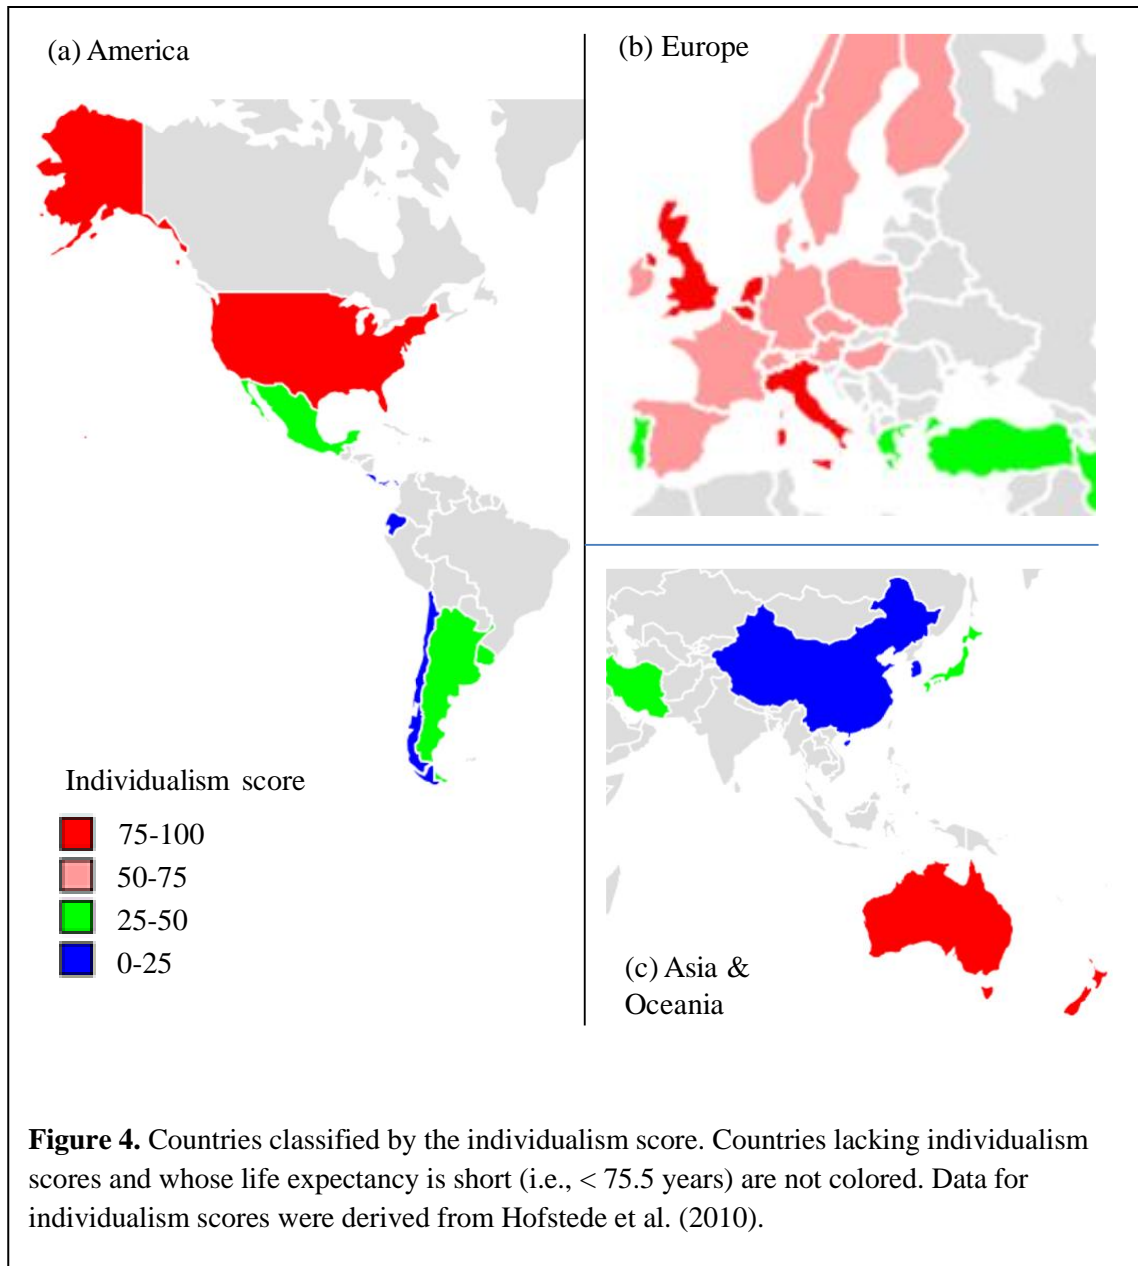 (a) America
(b) Europe
Individualism score
75-100
50-75
25-50
0-25
(c) Asia &
Oceania
Figure 4. Countries classified by the individualism score. Countries lacking individualism
scores and whose life expectancy is short (i.e., < 75.5 years) are not colored. Data for
individualism scores were derived from Hofstede et al. (2010).